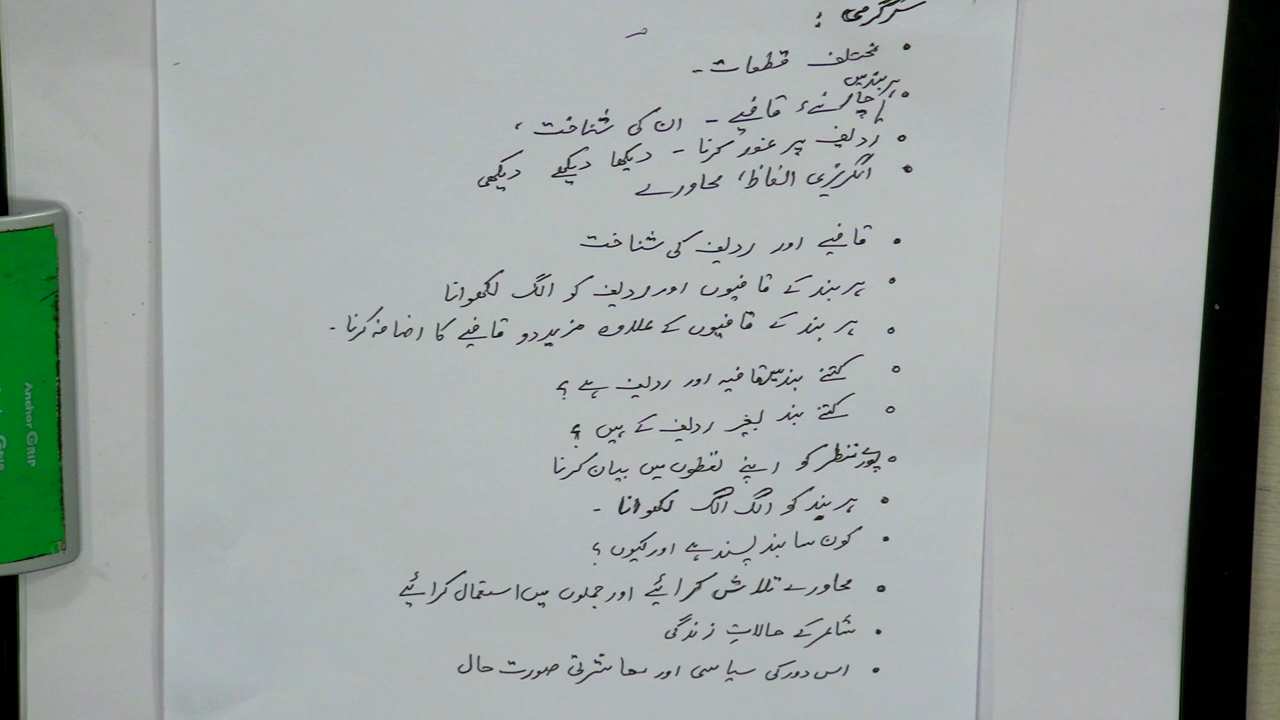 سرگرمی :
• مختلف قطعات -
ہر بند میں
• قافیے - ان کی شناخت ،
• ردیف پر غور کرنا - دیکھا دیکھے دیکھی
• انگریزی الفاظ، محاورے
• قافیے اور ردیف کی شناخت
• ہر بند کے قافیوں اور ردیف کو الگ لکھوانا
• ہر بند کے قافیوں کے علاوہ مزید دو قافیے کا اضافہ کرنا -
• کتنے بند میں قافیہ اور ردیف ہے ؟
• کتنے بند بغیر ردیف کے ہیں ؟
• کو اپنے لفظوں میں بیان کرنا
• ہر بند کو الگ الگ لکھوانا -
• کون سا بند پسند ہے اور کیوں ؟
• محاورے تلاش کرائیے اور جملوں میں استعمال کرائیے
• شاعر کے حالاتِ زندگی
• اس دور کی سیاسی اور معاشرتی صورت حال
Anchor GRIP